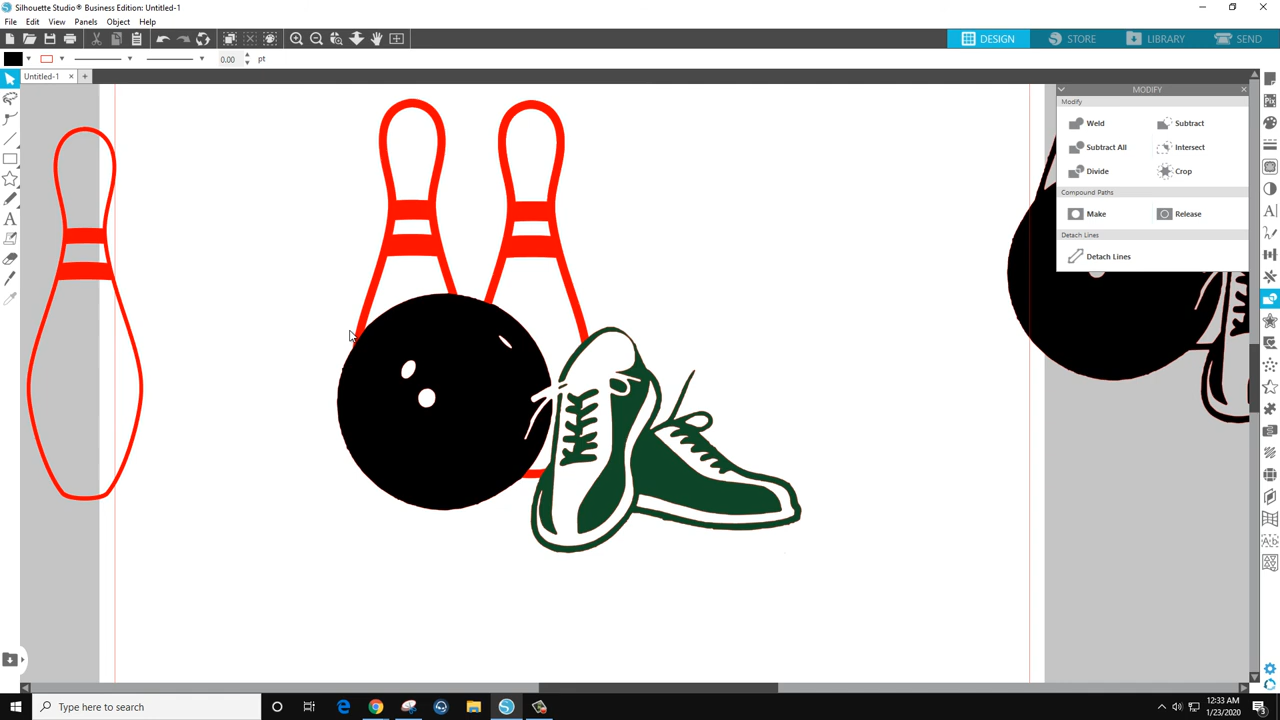 Silhouette Studio® Business Edition: Untitled-1
File Edit View Panels Object Help
DESIGN STORE LIBRARY SEND
0.00 pt
Untitled-1
MODIFY
Modify
Weld Subtract
Subtract All Intersect
Divide Crop
Compound Paths
Make Release
Detach Lines
Detach Lines
Type here to search
12:33 AM
1/23/2020
3